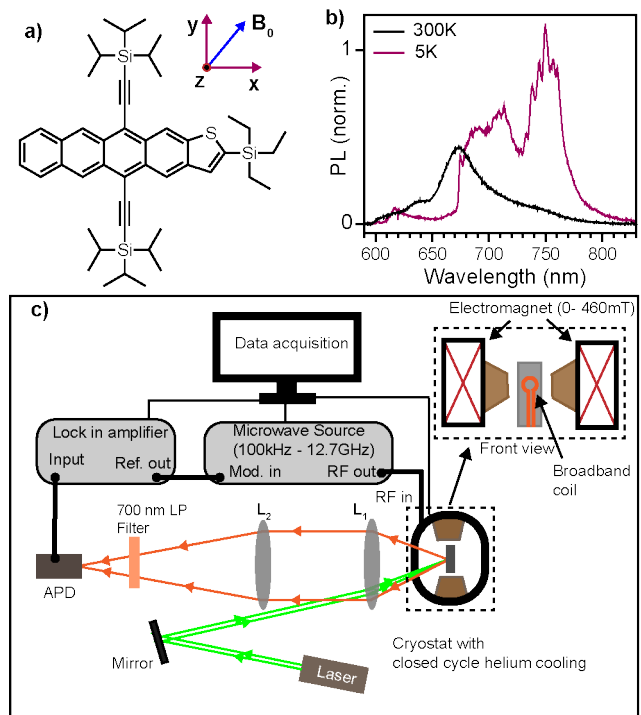 a)
y
B0
z
x
Si
S
Si
Si
b)
300K
5K
PL (norm.)
1
0
600
650
700
750
800
Wavelength (nm)
c)
Electromagnet (0- 460mT)
Data acquisition
Front view
Broadband
coil
Lock in amplifier
Input
Ref. out
Microwave Source
(100kHz - 12.7GHz)
Mod. in
RF out
RF in
700 nm LP
Filter
L2
L1
APD
Mirror
Laser
Cryostat with
closed cycle helium cooling